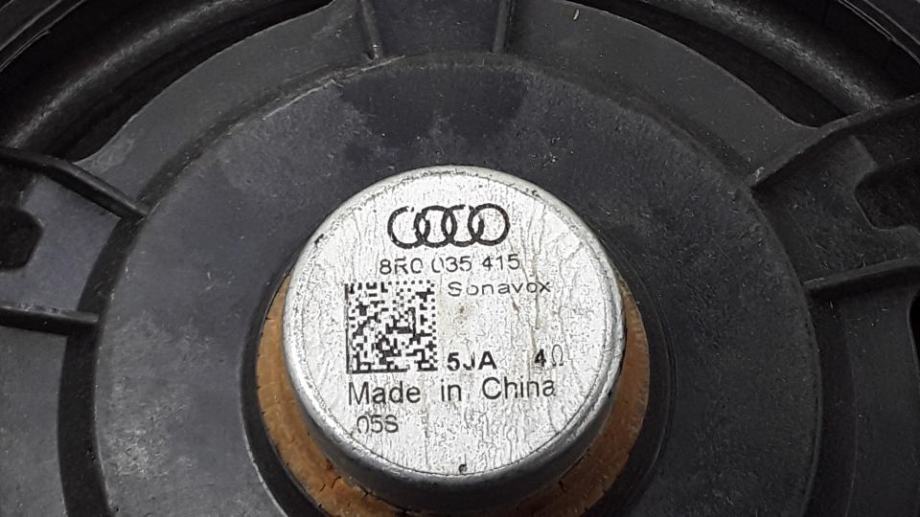 8R0 035 415
Sonavox
5JA 4Ω
Made in China
05S